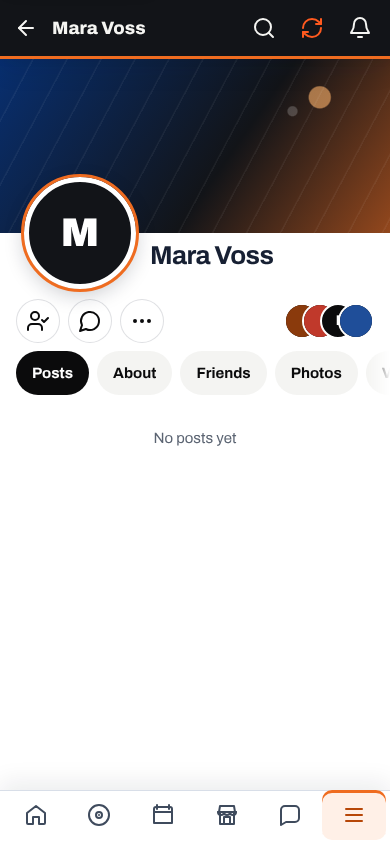 Mara Voss
M
Mara Voss
Posts
About
Friends
Photos
No posts yet